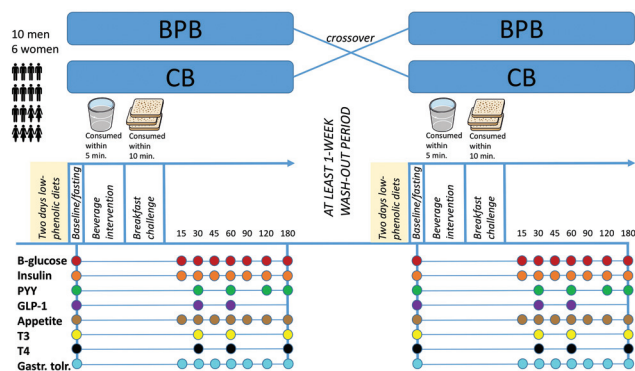 10 men
6 women
BPB
CB
crossover
BPB
CB
Consumed
within
5 min.
Consumed
within
10 min.
Consumed
within
5 min.
Consumed
within
10 min.
Two days low-
phenolic diets
Baseline/fasting
Beverage
intervention
Breakfast
challenge
AT LEAST 1-WEEK
WASH-OUT PERIOD
Two days low-
phenolic diets
Baseline/fasting
Beverage
intervention
Breakfast
challenge
15 30 45 60 90 120 180
15 30 45 60 90 120 180
B-glucose
Insulin
PYY
GLP-1
Appetite
T3
T4
Gastr. tolr.